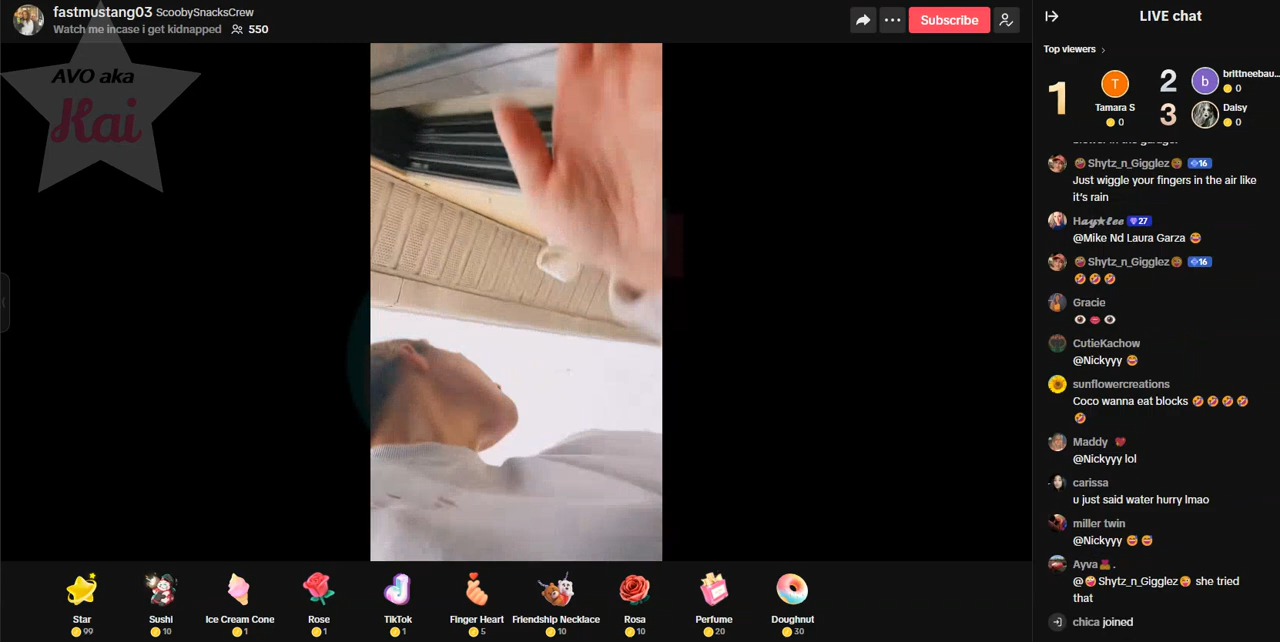 fastmustang03 ScoobySnacksCrew
Watch me incase i get kidnapped 550
Subscribe
AVO aka
Kai
LIVE chat
Top viewers
1
T
Tamara S
0
2
b
brittneebau...
0
3
Daisy
0
Shytz_n_Gigglez 16
Just wiggle your fingers in the air like
it's rain
Hay★lee 27
@Mike Nd Laura Garza
Shytz_n_Gigglez 16
Gracie
CutieKachow
@Nickyyy
sunflowercreations
Coco wanna eat blocks
Maddy
@Nickyyy lol
carissa
u just said water hurry lmao
miller twin
@Nickyyy
Ayva .
@ Shytz_n_Gigglez she tried
that
chica joined
Star Sushi Ice Cream Cone Rose TikTok Finger Heart Friendship Necklace Rosa Perfume Doughnut
99 10 1 1 1 5 10 10 20 30